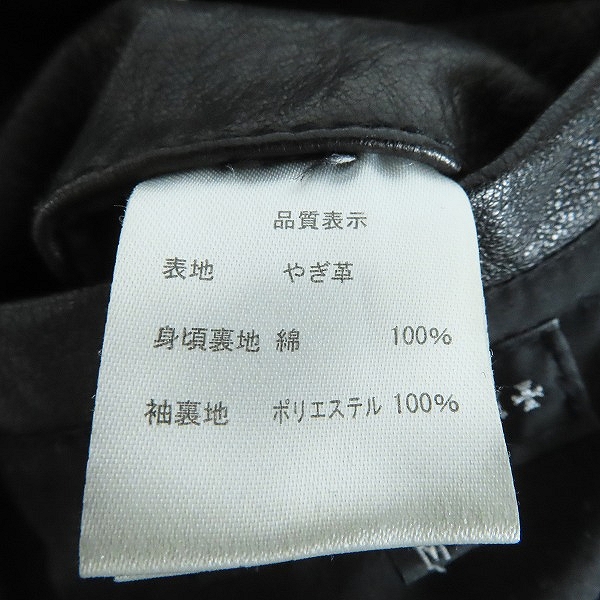 品質表示
表地 やぎ革
身頃裏地 綿 100%
袖裏地 ポリエステル 100%